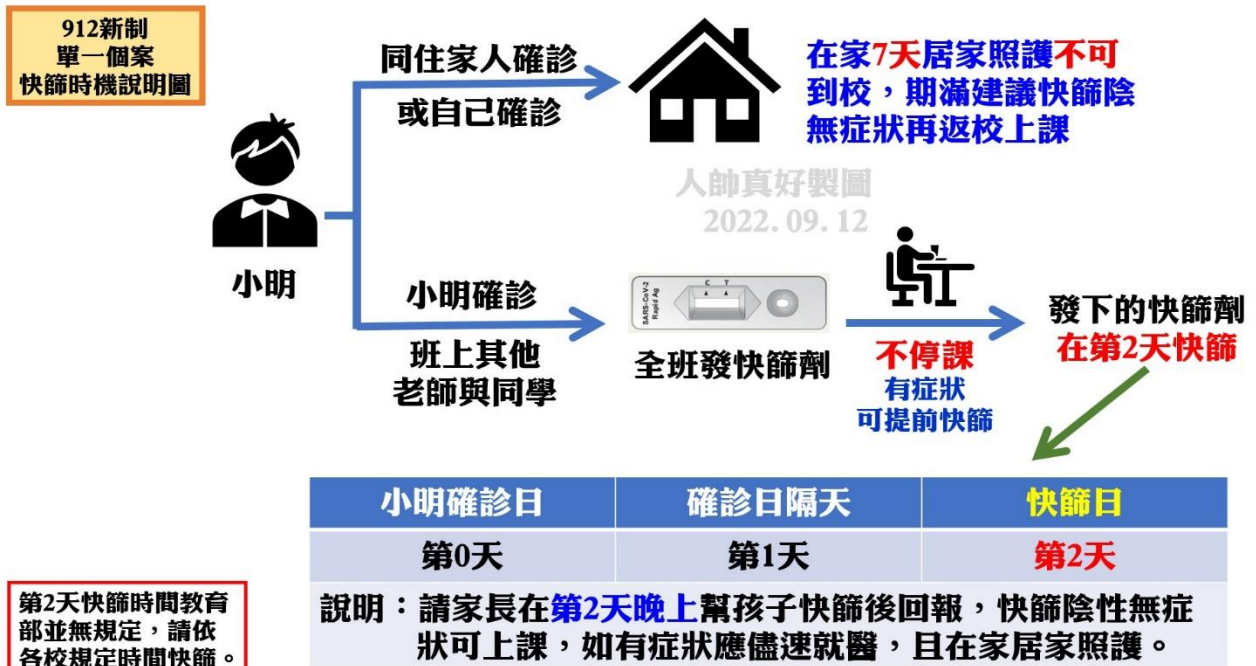 912新制
單一個案
快篩時機說明圖
同住家人確診
或自己確診
在家7天居家照護不可
到校，期滿建議快篩陰
無症狀再返校上課
人帥真好製圖
2022.09.12
小明
小明確診
班上其他
老師與同學
SARS-CoV-2
Rapid Ag
C T
全班發快篩劑
不停課
有症狀
可提前快篩
發下的快篩劑
在第2天快篩
小明確診日 確診日隔天 快篩日
第0天 第1天 第2天
說明：請家長在第2天晚上幫孩子快篩後回報，快篩陰性無症
狀可上課，如有症狀應儘速就醫，且在家居家照護。
第2天快篩時間教育
部並無規定，請依
各校規定時間快篩。